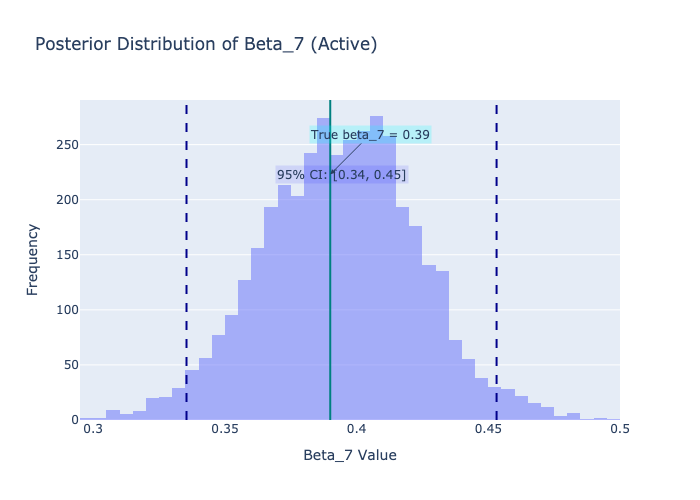 Posterior Distribution of Beta_7 (Active)
True beta_7 = 0.39
95% CI: [0.34, 0.45]
250
200
150
100
50
0
Frequency
0.3 0.35 0.4 0.45 0.5
Beta_7 Value